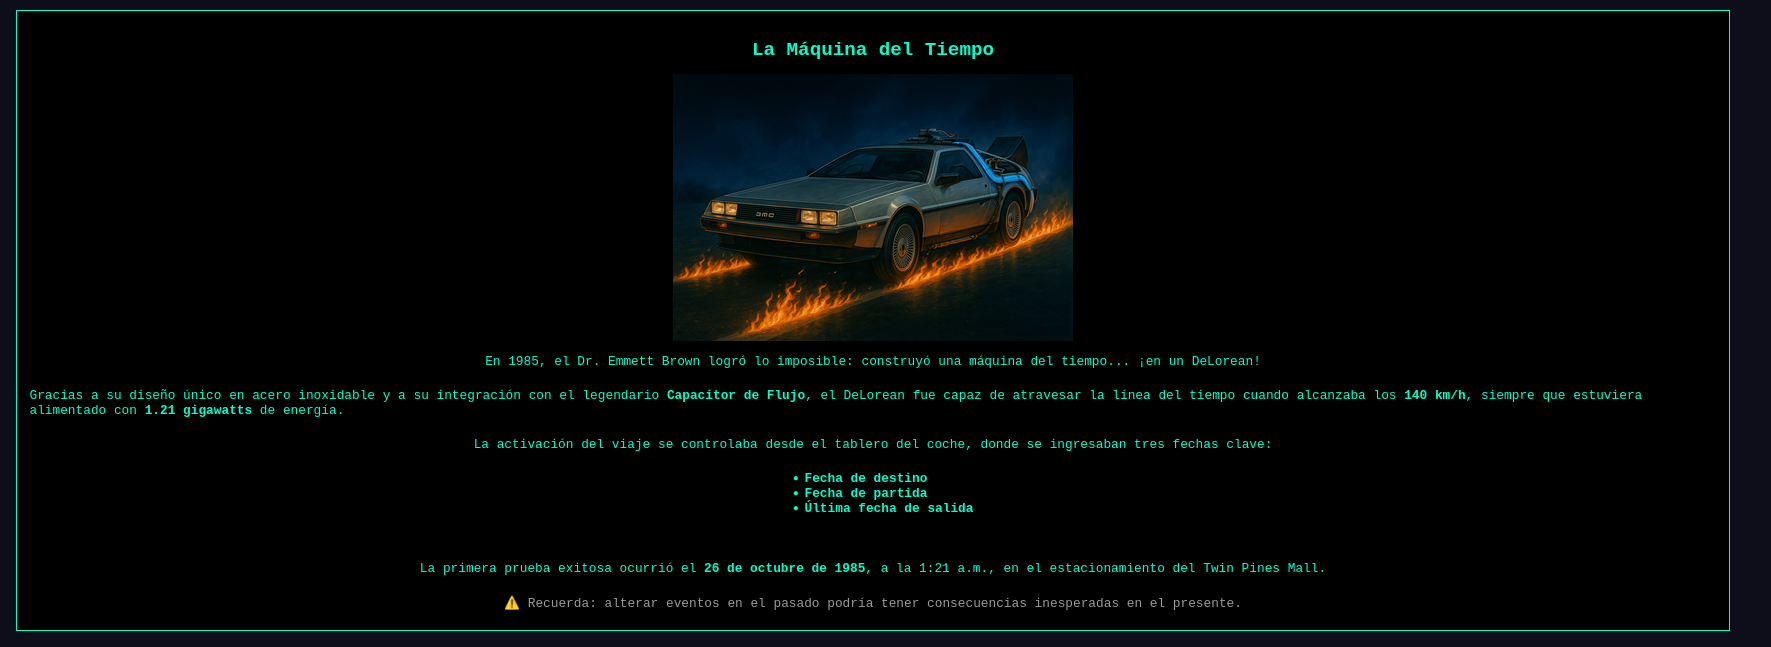 La Máquina del Tiempo
DMC
En 1985, el Dr. Emmett Brown logró lo imposible: construyó una máquina del tiempo... ¡en un DeLorean!
Gracias a su diseño único en acero inoxidable y a su integración con el legendario Capacitor de Flujo, el DeLorean fue capaz de atravesar la línea del tiempo cuando alcanzaba los 140 km/h, siempre que estuviera
alimentado con 1.21 gigawatts de energía.
La activación del viaje se controlaba desde el tablero del coche, donde se ingresaban tres fechas clave:
• Fecha de destino
• Fecha de partida
• Última fecha de salida
La primera prueba exitosa ocurrió el 26 de octubre de 1985, a la 1:21 a.m., en el estacionamiento del Twin Pines Mall.
⚠️ Recuerda: alterar eventos en el pasado podría tener consecuencias inesperadas en el presente.